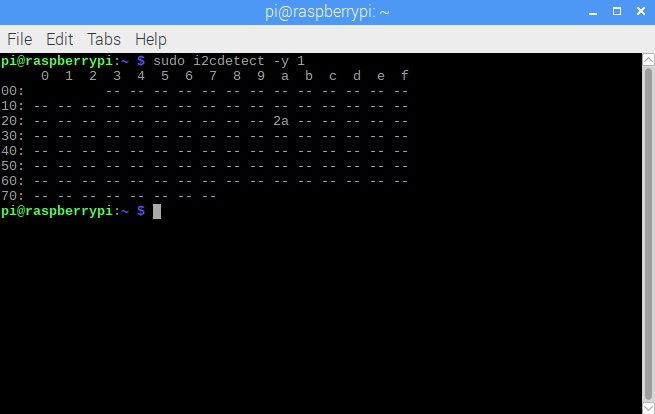 pi@raspberrypi: ~
File Edit Tabs Help
pi@raspberrypi:~ $ sudo i2cdetect -y 1
     0  1  2  3  4  5  6  7  8  9  a  b  c  d  e  f
00:          -- -- -- -- -- -- -- -- -- -- -- -- --
10: -- -- -- -- -- -- -- -- -- -- -- -- -- -- -- --
20: -- -- -- -- -- -- -- -- -- -- 2a -- -- -- -- --
30: -- -- -- -- -- -- -- -- -- -- -- -- -- -- -- --
40: -- -- -- -- -- -- -- -- -- -- -- -- -- -- -- --
50: -- -- -- -- -- -- -- -- -- -- -- -- -- -- -- --
60: -- -- -- -- -- -- -- -- -- -- -- -- -- -- -- --
70: -- -- -- -- -- -- -- --
pi@raspberrypi:~ $